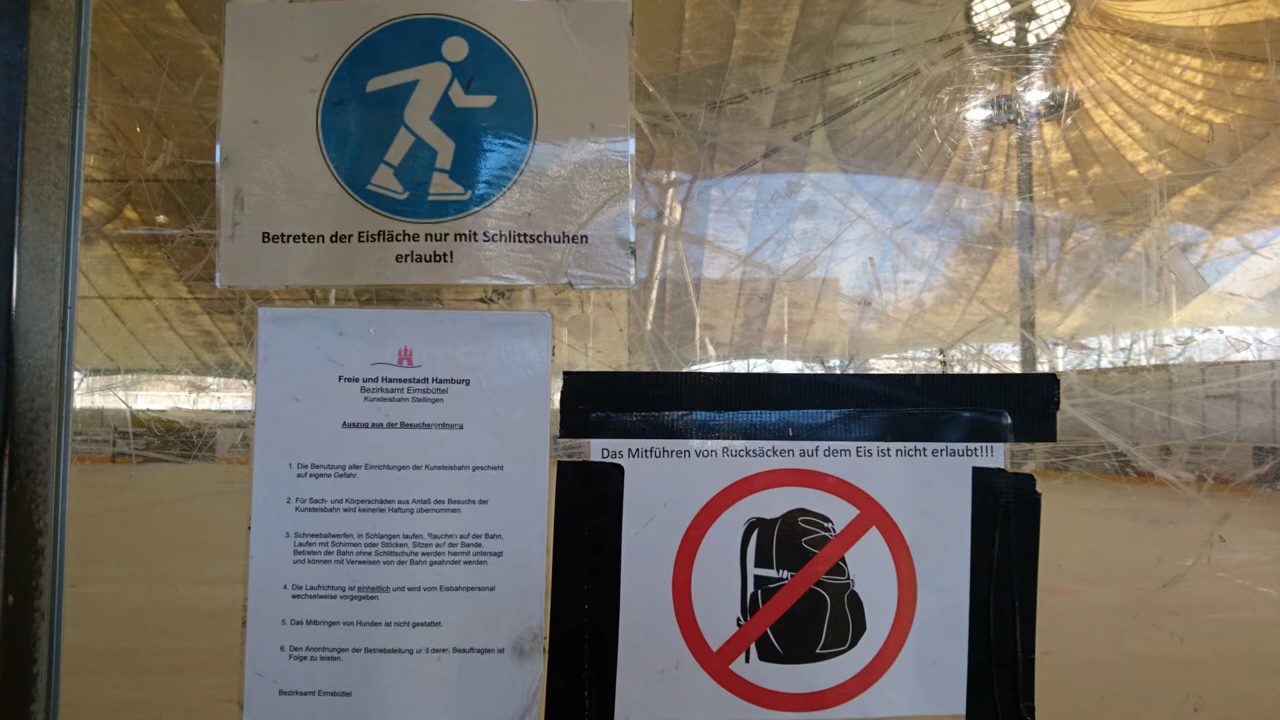 Betreten der Eisfläche nur mit Schlittschuhen
erlaubt!
Freie und Hansestadt Hamburg
Bezirksamt Eimsbüttel
Kunsteisbahn Stellingen
Auszug aus der Besucherordnung
1. Die Benutzung aller Einrichtungen der Kunsteisbahn geschieht
auf eigene Gefahr.
2. Für Sach- und Körperschäden aus Anlaß des Besuchs der
Kunsteisbahn wird keinerlei Haftung übernommen.
3. Schneeballwerfen, in Schlangen laufen, Rauchen auf der Bahn,
Laufen mit Schirmen oder Stöcken, Sitzen auf der Bande,
Betreten der Bahn ohne Schlittschuhe werden hiermit untersagt
und können mit Verweisen von der Bahn geahndet werden.
4. Die Laufrichtung ist einheitlich und wird vom Eisbahnpersonal
wechselweise vorgegeben.
5. Das Mitbringen von Hunden ist nicht gestattet.
6. Den Anordnungen der Betriebsleitung und deren Beauftragten ist
Folge zu leisten.
Bezirksamt Eimsbüttel
Das Mitführen von Rucksäcken auf dem Eis ist nicht erlaubt!!!